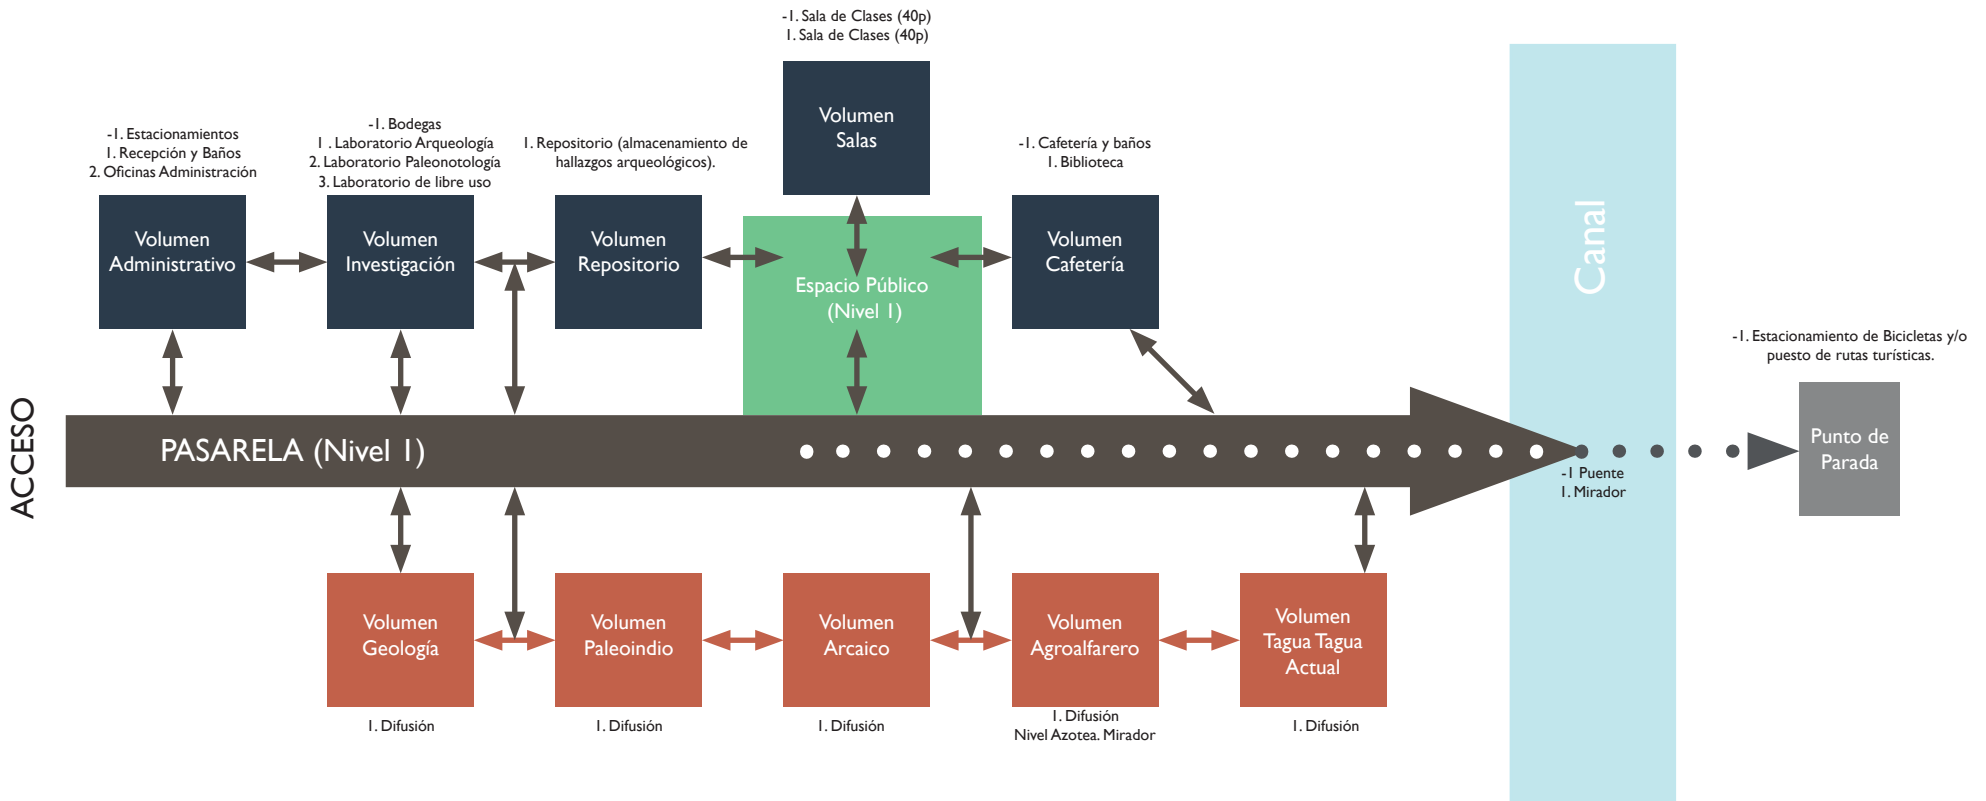 -1. Sala de Clases (40p)
1. Sala de Clases (40p)
Volumen
Salas
-1. Estacionamientos
1. Recepción y Baños
2. Oficinas Administración
Volumen
Administrativo
-1. Bodegas
1 . Laboratorio Arqueología
2. Laboratorio Paleonotología
3. Laboratorio de libre uso
Volumen
Investigación
1. Repositorio (almacenamiento de
hallazgos arqueológicos).
Volumen
Repositorio
Espacio Público
(Nivel 1)
-1. Cafetería y baños
1. Biblioteca
Volumen
Cafetería
Canal
-1. Estacionamiento de Bicicletas y/o
puesto de rutas turísticas.
Punto de
Parada
ACCESO
PASARELA (Nivel 1)
-1 Puente
1. Mirador
Volumen
Geología
1. Difusión
Volumen
Paleoindio
1. Difusión
Volumen
Arcaico
1. Difusión
Volumen
Agroalfarero
1. Difusión
Nivel Azotea. Mirador
Volumen
Tagua Tagua
Actual
1. Difusión